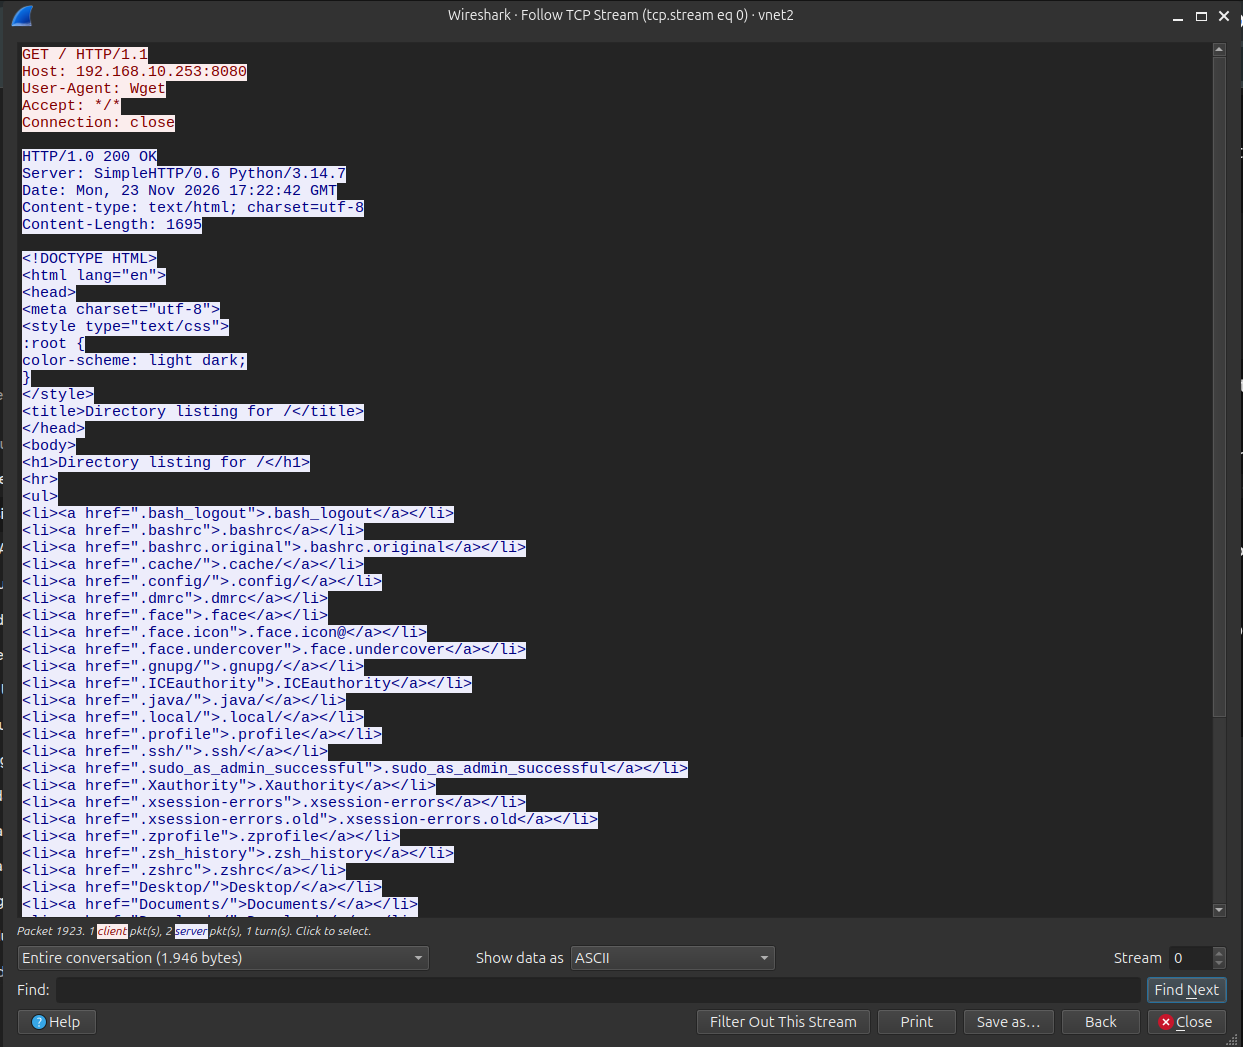 Wireshark · Follow TCP Stream (tcp.stream eq 0) · vnet2
GET / HTTP/1.1
Host: 192.168.10.253:8080
User-Agent: Wget
Accept: */*
Connection: close
HTTP/1.0 200 OK
Server: SimpleHTTP/0.6 Python/3.14.7
Date: Mon, 23 Nov 2026 17:22:42 GMT
Content-type: text/html; charset=utf-8
Content-Length: 1695
<!DOCTYPE HTML>
<html lang="en">
<head>
<meta charset="utf-8">
<style type="text/css">
:root {
color-scheme: light dark;
}
</style>
<title>Directory listing for /</title>
</head>
<body>
<h1>Directory listing for /</h1>
<hr>
<ul>
<li><a href=".bash_logout">.bash_logout</a></li>
<li><a href=".bashrc">.bashrc</a></li>
<li><a href=".bashrc.original">.bashrc.original</a></li>
<li><a href=".cache/">.cache/</a></li>
<li><a href=".config/">.config/</a></li>
<li><a href=".dmrc">.dmrc</a></li>
<li><a href=".face">.face</a></li>
<li><a href=".face.icon">.face.icon@</a></li>
<li><a href=".face.undercover">.face.undercover</a></li>
<li><a href=".gnupg/">.gnupg/</a></li>
<li><a href=".ICEauthority">.ICEauthority</a></li>
<li><a href=".java/">.java/</a></li>
<li><a href=".local/">.local/</a></li>
<li><a href=".profile">.profile</a></li>
<li><a href=".ssh/">.ssh/</a></li>
<li><a href=".sudo_as_admin_successful">.sudo_as_admin_successful</a></li>
<li><a href=".Xauthority">.Xauthority</a></li>
<li><a href=".xsession-errors">.xsession-errors</a></li>
<li><a href=".xsession-errors.old">.xsession-errors.old</a></li>
<li><a href=".zprofile">.zprofile</a></li>
<li><a href=".zsh_history">.zsh_history</a></li>
<li><a href=".zshrc">.zshrc</a></li>
<li><a href="Desktop/">Desktop/</a></li>
<li><a href="Documents/">Documents/</a></li>
Packet 1923. 1 client pkt(s), 2 server pkt(s), 1 turn(s). Click to select.
Entire conversation (1.946 bytes) Show data as ASCII Stream 0
Find: Find Next
Help Filter Out This Stream Print Save as… Back Close